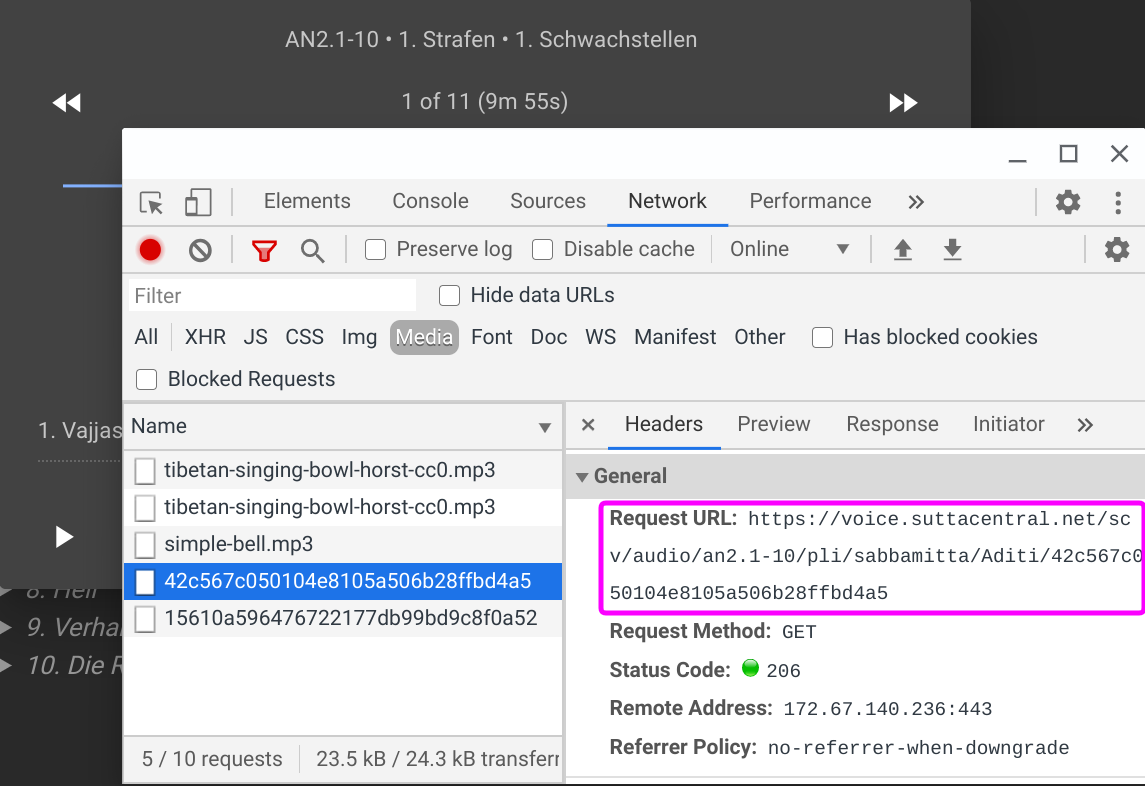 AN2.1-10 • 1. Strafen • 1. Schwachstellen
1 of 11 (9m 55s)
Elements Console Sources Network Performance »
Preserve log Disable cache Online
Filter Hide data URLs
All XHR JS CSS Img Media Font Doc WS Manifest Other Has blocked cookies
Blocked Requests
1. Vajjas
Name
tibetan-singing-bowl-horst-cc0.mp3
tibetan-singing-bowl-horst-cc0.mp3
simple-bell.mp3
42c567c050104e8105a506b28ffbd4a5
15610a596476722177db99bd9c8f0a52
5 / 10 requests 23.5 kB / 24.3 kB transferr
Headers Preview Response Initiator »
General
Request URL: https://voice.suttacentral.net/sc
v/audio/an2.1-10/pli/sabbamitta/Aditi/42c567c0
50104e8105a506b28ffbd4a5
Request Method: GET
Status Code: 206
Remote Address: 172.67.140.236:443
Referrer Policy: no-referrer-when-downgrade
9. Verha
10. Die R